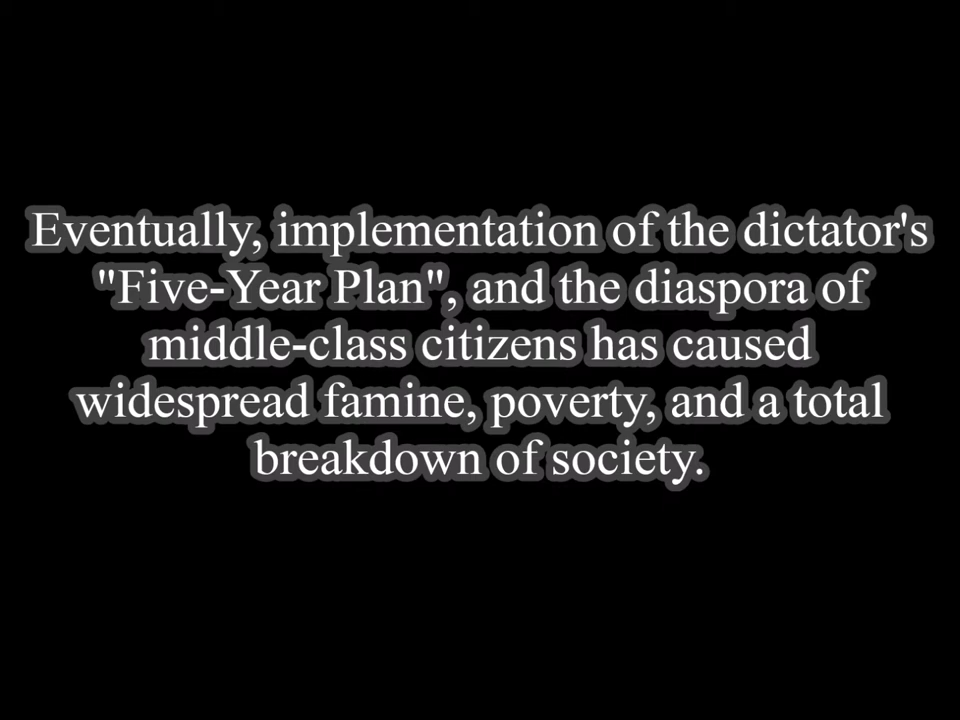 Eventually, implementation of the dictator's
"Five-Year Plan", and the diaspora of
middle-class citizens has caused
widespread famine, poverty, and a total
breakdown of society.